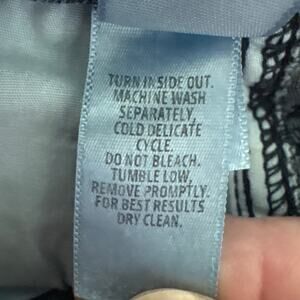 TURN INSIDE OUT.
MACHINE WASH
SEPARATELY,
COLD DELICATE
CYCLE.
DO NOT BLEACH.
TUMBLE LOW,
REMOVE PROMPTLY.
FOR BEST RESULTS
DRY CLEAN.